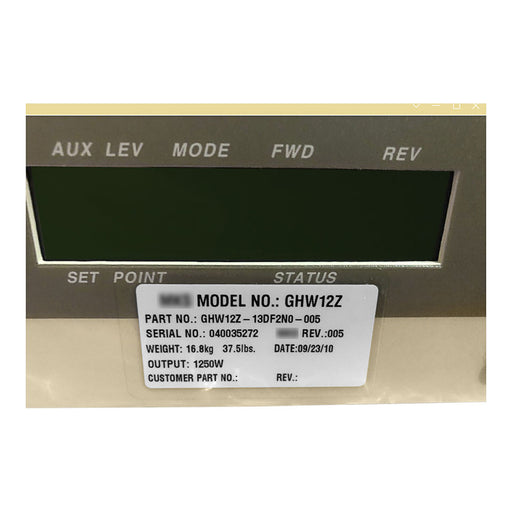 AUX LEV MODE FWD REV
SET POINT STATUS
MODEL NO.: GHW12Z
PART NO.: GHW12Z-13DF2N0-005
SERIAL NO.: 040035272 REV.:005
WEIGHT: 16.8kg 37.5lbs. DATE:09/23/10
OUTPUT: 1250W
CUSTOMER PART NO.: REV.: